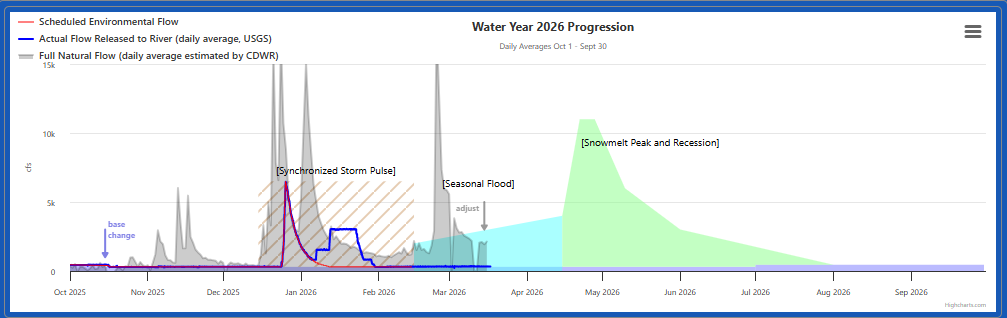 Scheduled Environmental Flow
Actual Flow Released to River (daily average, USGS)
Full Natural Flow (daily average estimated by CDWR)
Water Year 2026 Progression
Daily Averages Oct 1 - Sept 30
15k
10k
5k
0
cfs
[Synchronized Storm Pulse]
[Seasonal Flood]
[Snowmelt Peak and Recession]
adjust
base
change
Oct 2025
Nov 2025
Dec 2025
Jan 2026
Feb 2026
Mar 2026
Apr 2026
May 2026
Jun 2026
Jul 2026
Aug 2026
Sep 2026
Highcharts.com